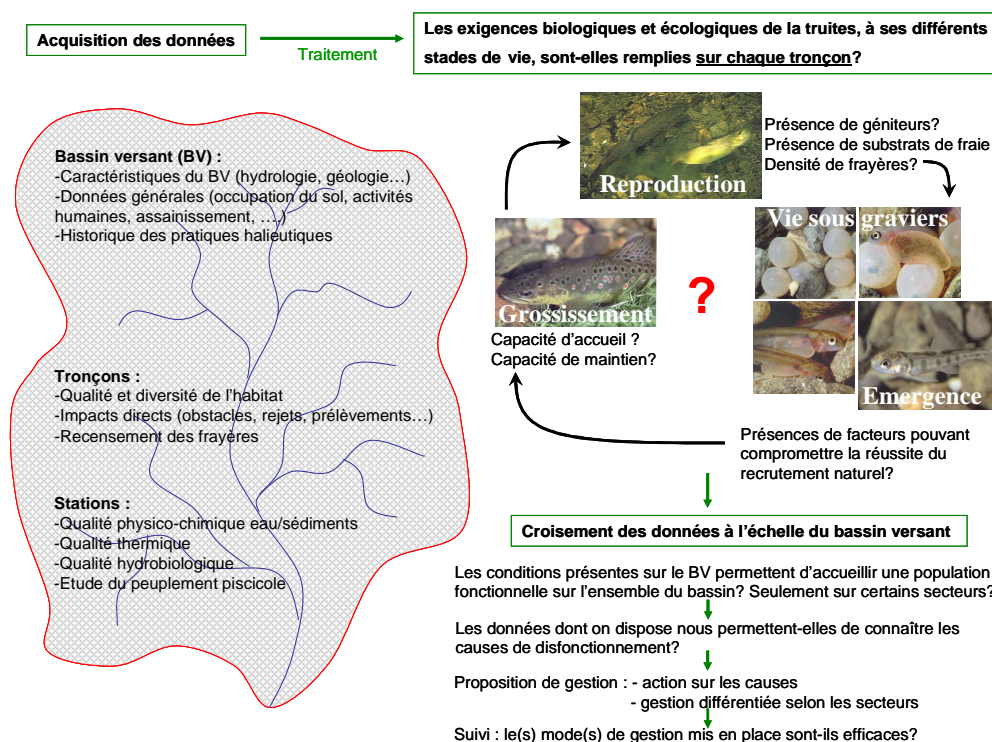 Acquisition des données
Traitement
Les exigences biologiques et écologiques de la truites, à ses différents
stades de vie, sont-elles remplies sur chaque tronçon?
Bassin versant (BV) :
-Caractéristiques du BV (hydrologie, géologie…)
-Données générales (occupation du sol, activités
humaines, assainissement, ….)
-Historique des pratiques halieutiques
Tronçons :
-Qualité et diversité de l'habitat
-Impacts directs (obstacles, rejets, prélèvements…)
-Recensement des frayères
Stations :
-Qualité physico-chimique eau/sédiments
-Qualité thermique
-Qualité hydrobiologique
-Etude du peuplement piscicole
Reproduction
Présence de géniteurs?
Présence de substrats de fraie
Densité de frayères?
Vie sous graviers
Emergence
Grossissement
Capacité d'accueil ?
Capacité de maintien?
?
Présences de facteurs pouvant
compromettre la réussite du
recrutement naturel?
Croisement des données à l'échelle du bassin versant
Les conditions présentes sur le BV permettent d'accueillir une population
fonctionnelle sur l'ensemble du bassin? Seulement sur certains secteurs?
Les données dont on dispose nous permettent-elles de connaître les
causes de disfonctionnement?
Proposition de gestion : - action sur les causes
- gestion différentiée selon les secteurs
Suivi : le(s) mode(s) de gestion mis en place sont-ils efficaces?